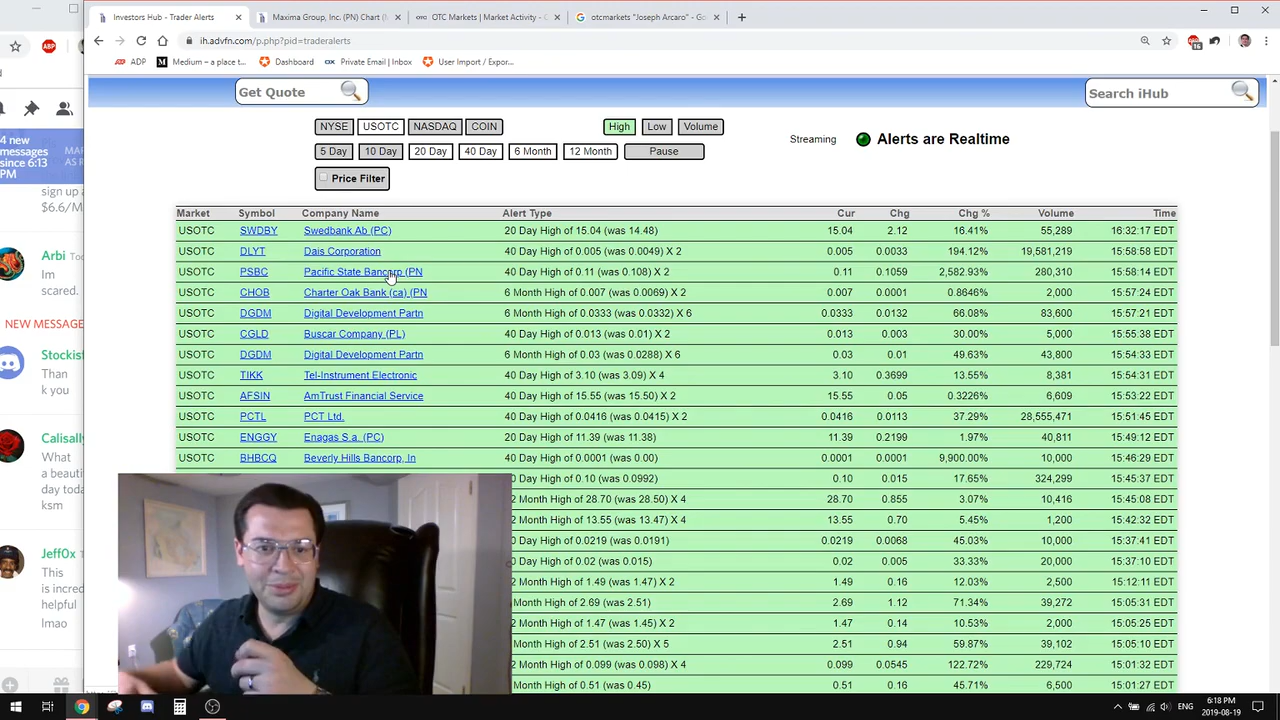 Investors Hub - Trader Alerts
Maxima Group, Inc. (PN) Chart (M
OTC Markets | Market Activity - C
otcmarkets "Joseph Arcaro" - Go
ih.advfn.com/p.php?pid=traderalerts
ADP
Medium – a place t...
Dashboard
Private Email | Inbox
User Import / Expor...
Get Quote
Search iHub
NYSE USOTC NASDAQ COIN High Low Volume
Streaming Alerts are Realtime
5 Day 10 Day 20 Day 40 Day 6 Month 12 Month Pause
Price Filter
Market Symbol Company Name Alert Type Cur Chg Chg % Volume Time
USOTC SWDBY Swedbank Ab (PC) 20 Day High of 15.04 (was 14.48) 15.04 2.12 16.41% 55,289 16:32:17 EDT
USOTC DLYT Dais Corporation 40 Day High of 0.005 (was 0.0049) X 2 0.005 0.0033 194.12% 19,581,219 15:58:58 EDT
USOTC PSBC Pacific State Bancorp (PN 40 Day High of 0.11 (was 0.108) X 2 0.11 0.1059 2,582.93% 280,310 15:58:14 EDT
USOTC CHOB Charter Oak Bank (ca) (PN 6 Month High of 0.007 (was 0.0069) X 2 0.007 0.0001 0.8646% 2,000 15:57:24 EDT
USOTC DGDM Digital Development Partn 6 Month High of 0.0333 (was 0.0332) X 6 0.0333 0.0132 66.08% 83,600 15:57:21 EDT
USOTC CGLD Buscar Company (PL) 40 Day High of 0.013 (was 0.01) X 2 0.013 0.003 30.00% 5,000 15:55:38 EDT
USOTC DGDM Digital Development Partn 6 Month High of 0.03 (was 0.0288) X 6 0.03 0.01 49.63% 43,800 15:54:33 EDT
USOTC TIKK Tel-Instrument Electronic 40 Day High of 3.10 (was 3.09) X 4 3.10 0.3699 13.55% 8,381 15:54:31 EDT
USOTC AFSIN AmTrust Financial Service 40 Day High of 15.55 (was 15.50) X 2 15.55 0.05 0.3226% 6,609 15:53:22 EDT
USOTC PCTL PCT Ltd. 40 Day High of 0.0416 (was 0.0415) X 2 0.0416 0.0113 37.29% 28,555,471 15:51:45 EDT
USOTC ENGGY Enagas S.a. (PC) 20 Day High of 11.39 (was 11.38) 11.39 0.2199 1.97% 40,811 15:49:12 EDT
USOTC BHBCQ Beverly Hills Bancorp, In 40 Day High of 0.0001 (was 0.00) 0.0001 0.0001 9,900.00% 10,000 15:46:29 EDT
0 Day High of 0.10 (was 0.0992) 0.10 0.015 17.65% 324,299 15:45:37 EDT
2 Month High of 28.70 (was 28.50) X 4 28.70 0.855 3.07% 10,416 15:45:08 EDT
2 Month High of 13.55 (was 13.47) X 4 13.55 0.70 5.45% 1,200 15:42:32 EDT
0 Day High of 0.0219 (was 0.0191) 0.0219 0.0068 45.03% 10,000 15:37:41 EDT
0 Day High of 0.02 (was 0.015) 0.02 0.005 33.33% 20,000 15:37:26 EDT
2 Month High of 1.49 (was 1.47) X 2 1.49 0.16 12.03% 2,500 15:12:11 EDT
Month High of 2.69 (was 2.51) 2.69 1.12 71.34% 39,272 15:05:31 EDT
2 Month High of 1.47 (was 1.45) X 2 1.47 0.14 10.53% 2,000 15:05:25 EDT
Month High of 2.51 (was 2.50) X 5 2.51 0.94 59.87% 39,102 15:05:10 EDT
2 Month High of 0.099 (was 0.098) X 4 0.099 0.0545 122.72% 229,724 15:01:32 EDT
Month High of 0.51 (was 0.45) 0.51 0.16 45.71% 6,500 15:01:27 EDT
4 new
messages
since 6:13
PM
MA
AS R
sign up a
$6.6/M
Arbi To
Im
scared.
NEW MESSAGE
Stockist
Than
k you
Calisally
What
a beauti
day toda
ksm
JeffOx
This
is incred
helpful
lmao
ABP
16
ENG
6:18 PM
2019-08-19